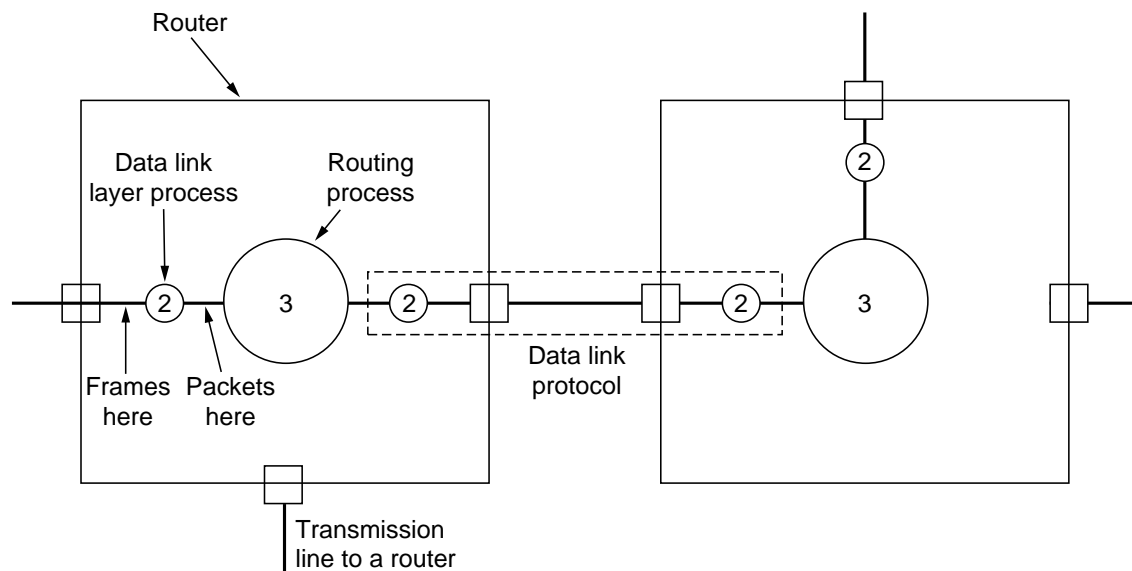 Router
Data link
layer process
Routing
process
2
2
3
2
2
3
Frames
here
Packets
here
Data link
protocol
Transmission
line to a router